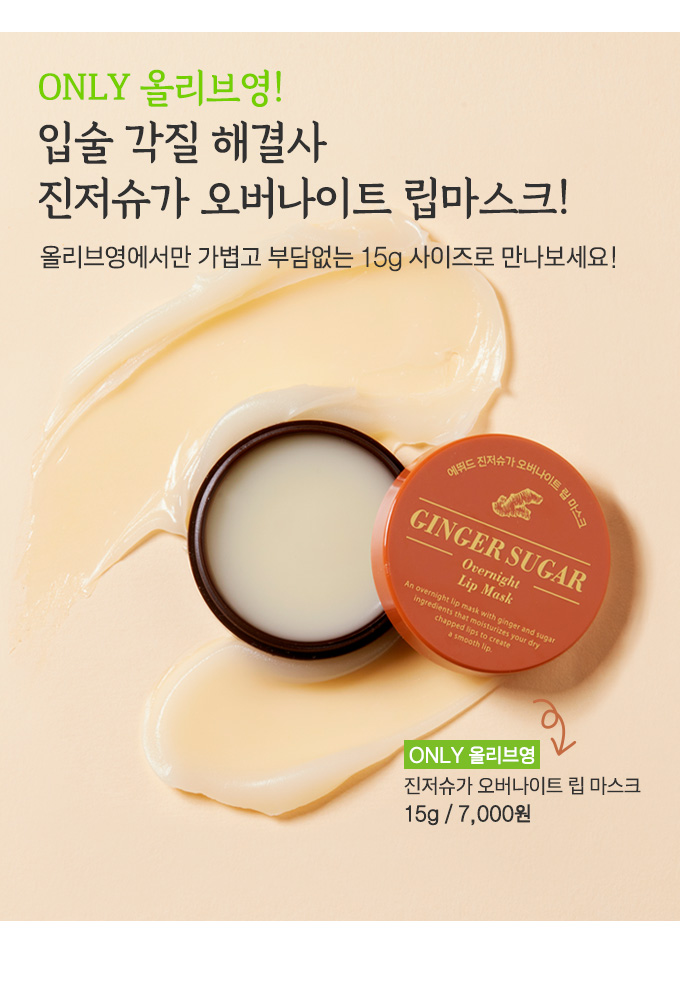 ONLY 올리브영!
입술 각질 해결사
진저슈가 오버나이트 립마스크!
올리브영에서만 가볍고 부담없는 15g 사이즈로 만나보세요!
에뛰드 진저슈가 오버나이트 립 마스크
GINGER SUGAR
Overnight
Lip Mask
An overnight lip mask with ginger and sugar
ingredients that moisturizes your dry
chapped lips to create
a smooth lip.
ONLY 올리브영
진저슈가 오버나이트 립 마스크
15g / 7,000원